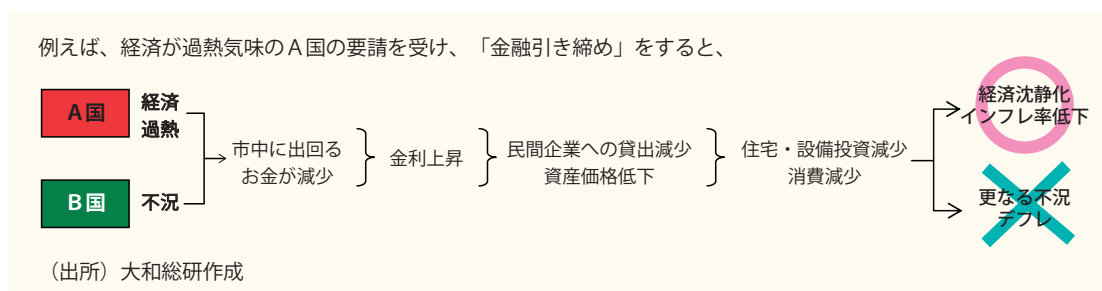 例えば、経済が過熱気味のA国の要請を受け、「金融引き締め」をすると、
A国
経済
過熱
B国
不況
市中に出回る
お金が減少
金利上昇
民間企業への貸出減少
資産価格低下
住宅・設備投資減少
消費減少
経済沈静化
インフレ率低下
更なる不況
デフレ
（出所）大和総研作成